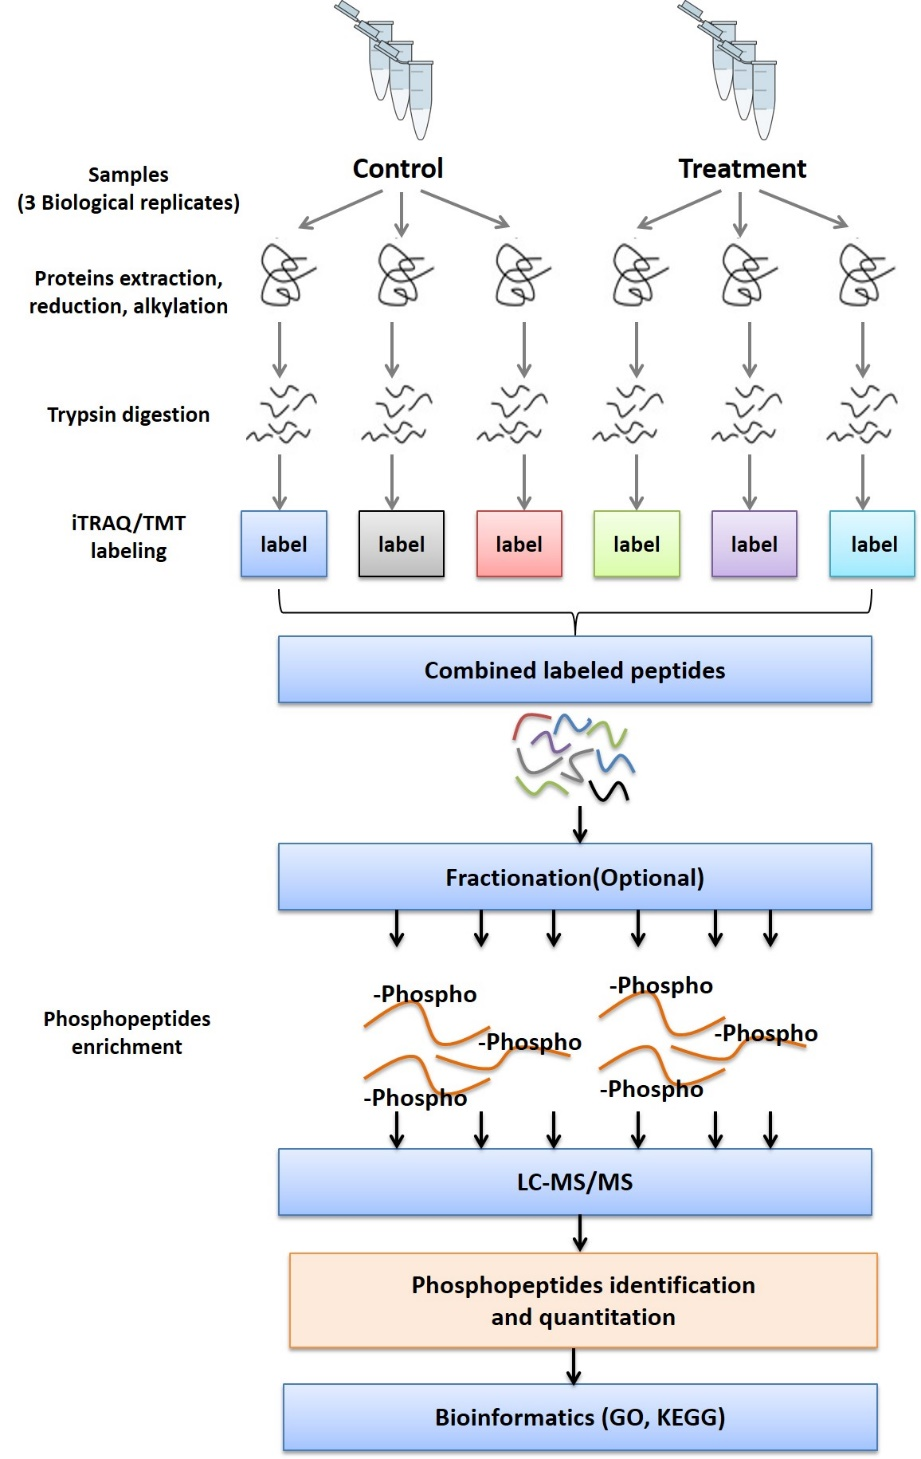 Control
Treatment
Samples
(3 Biological replicates)
Proteins extraction,
reduction, alkylation
Trypsin digestion
iTRAQ/TMT
labeling
label
label
label
label
label
label
Combined labeled peptides
Fractionation(Optional)
Phosphopeptides
enrichment
-Phospho
-Phospho
-Phospho
-Phospho
-Phospho
-Phospho
LC-MS/MS
Phosphopeptides identification
and quantitation
Bioinformatics (GO, KEGG)